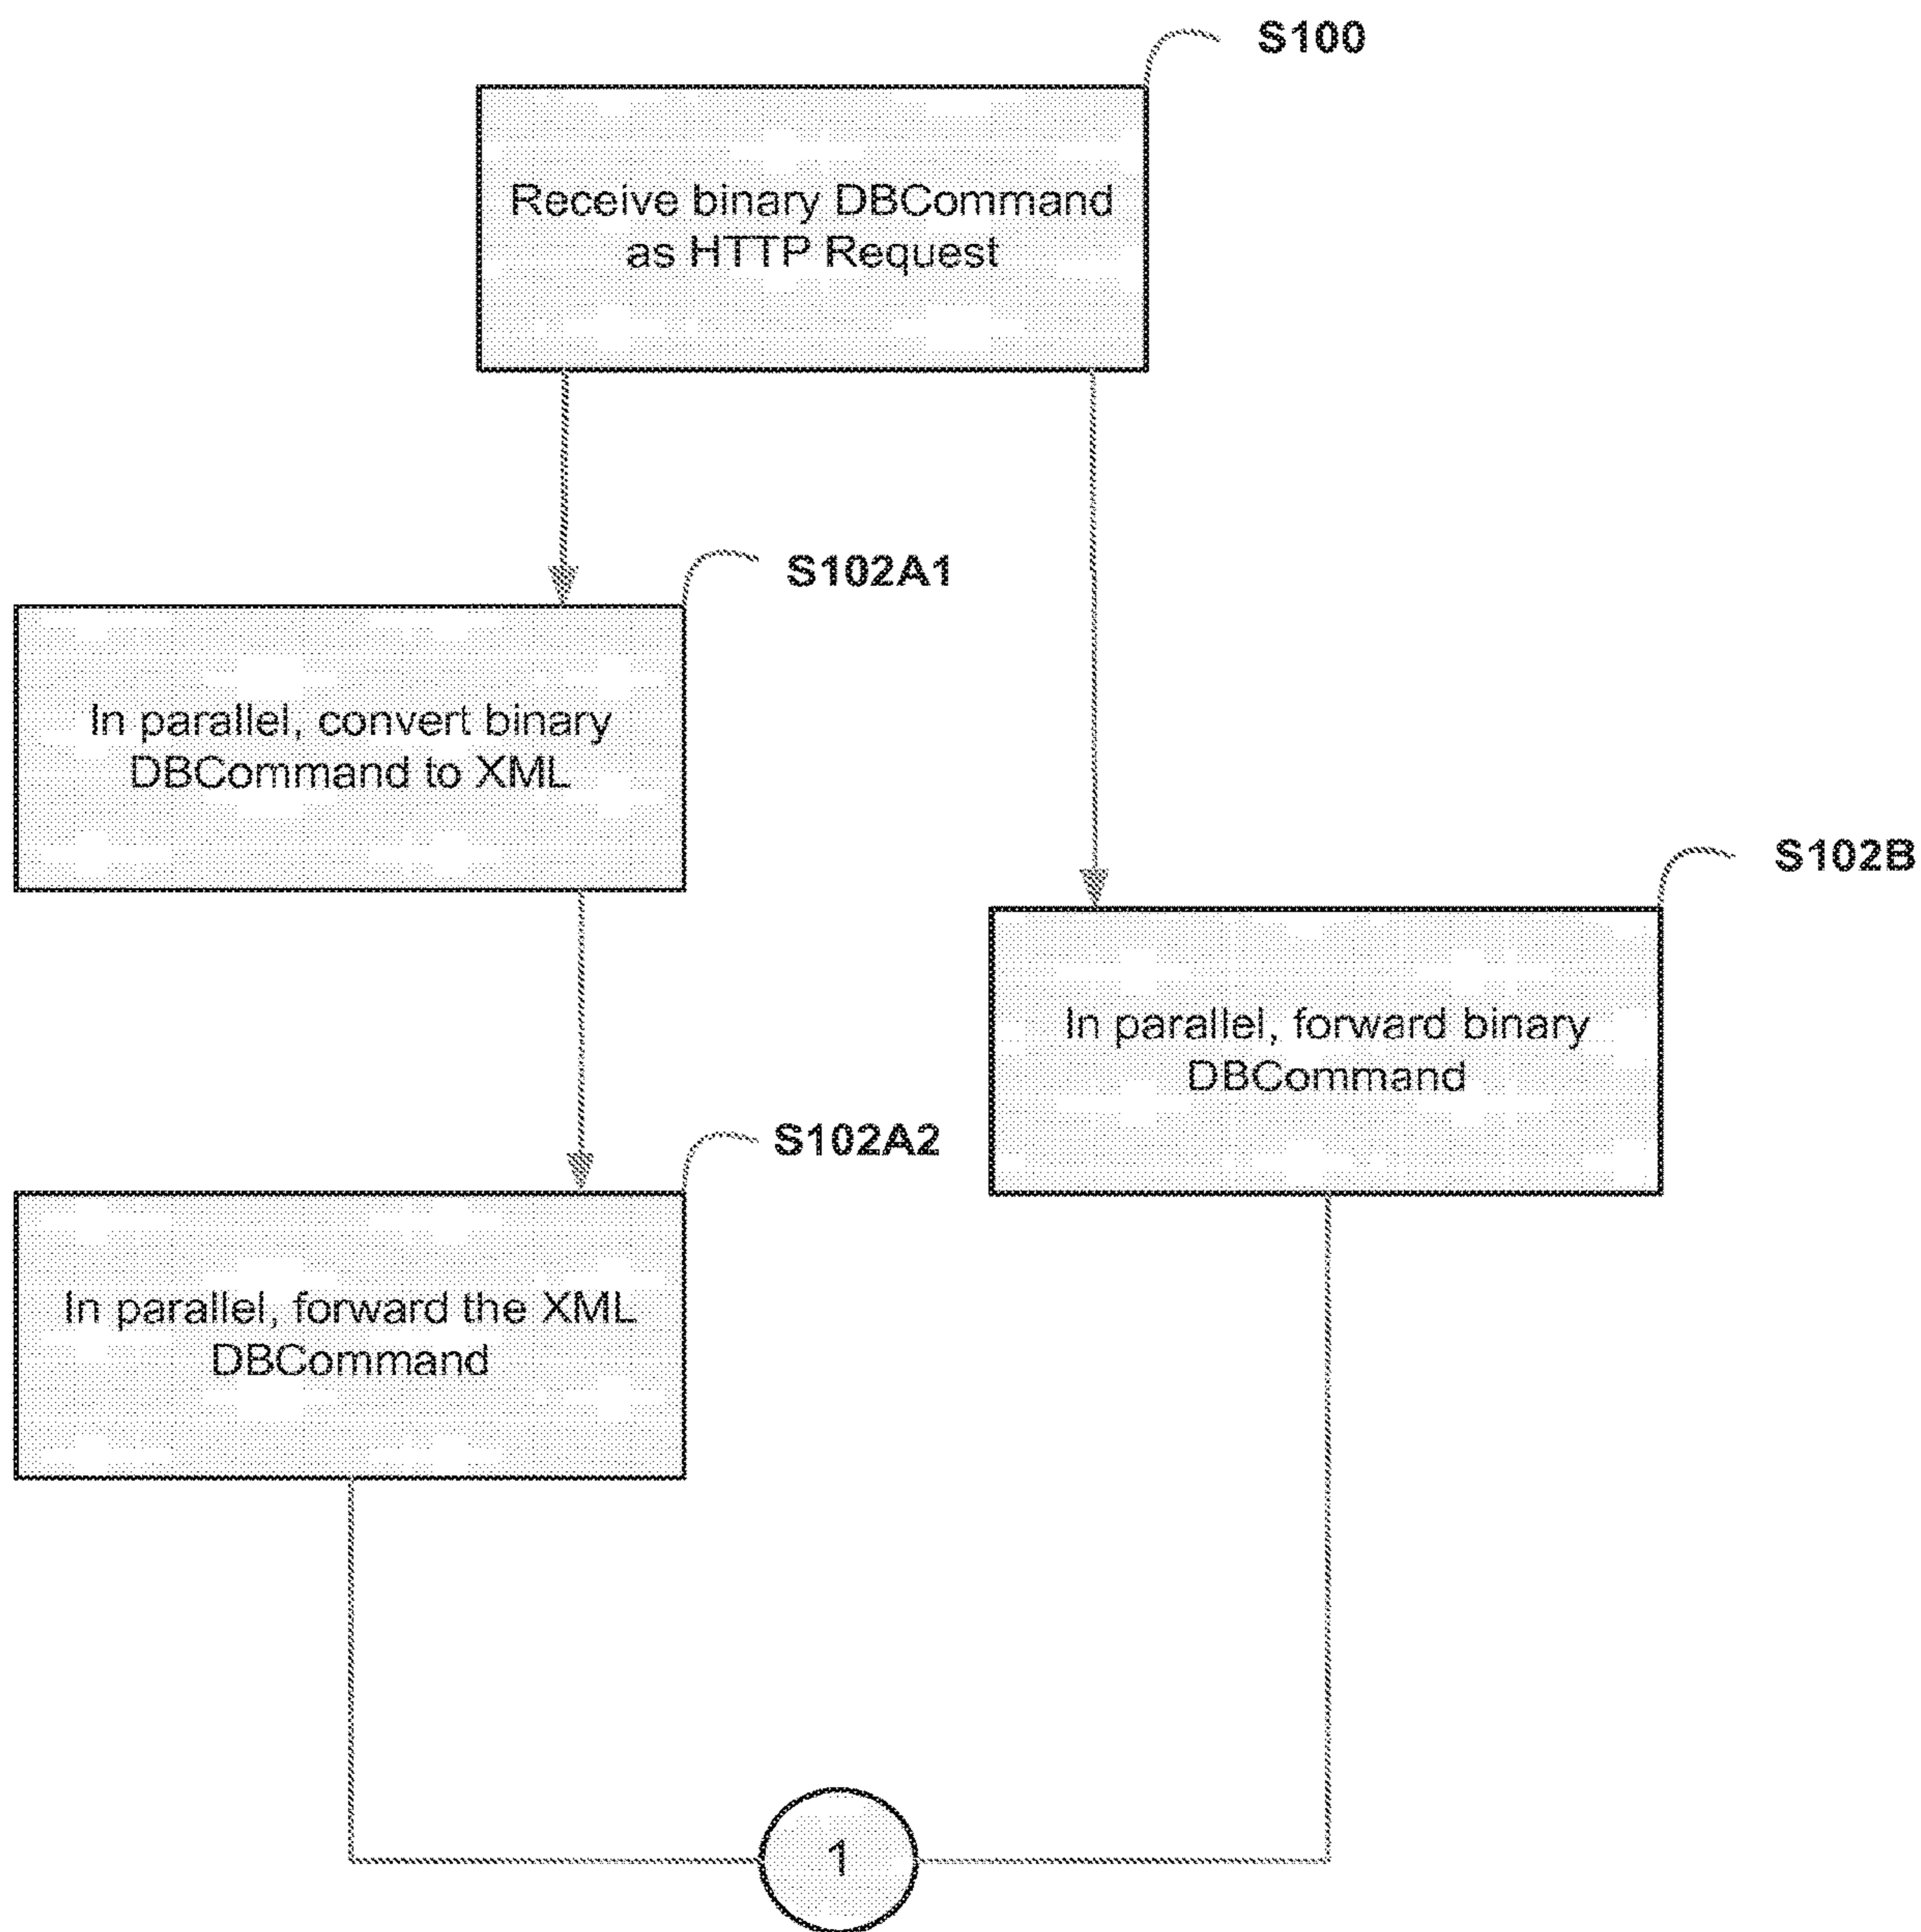 S100
Receive binary DBCommand
as HTTP Request
S102A1
In parallel, convert binary
DBCommand to XML
S102B
In parallel, forward binary
DBCommand
S102A2
In parallel, forward the XML
DBCommand
1